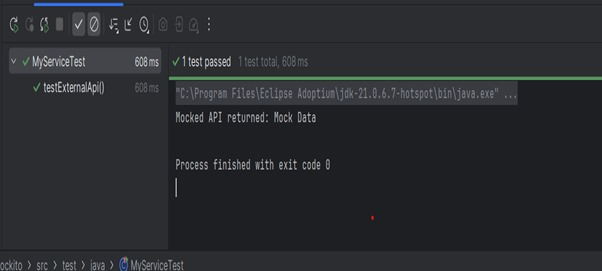 MyServiceTest 608 ms
testExternalApi() 608 ms
1 test passed 1 test total, 608 ms
"C:\Program Files\Eclipse Adoptium\jdk-21.0.6.7-hotspot\bin\java.exe" ...
Mocked API returned: Mock Data
Process finished with exit code 0
ockito > src > test > java > MyServiceTest